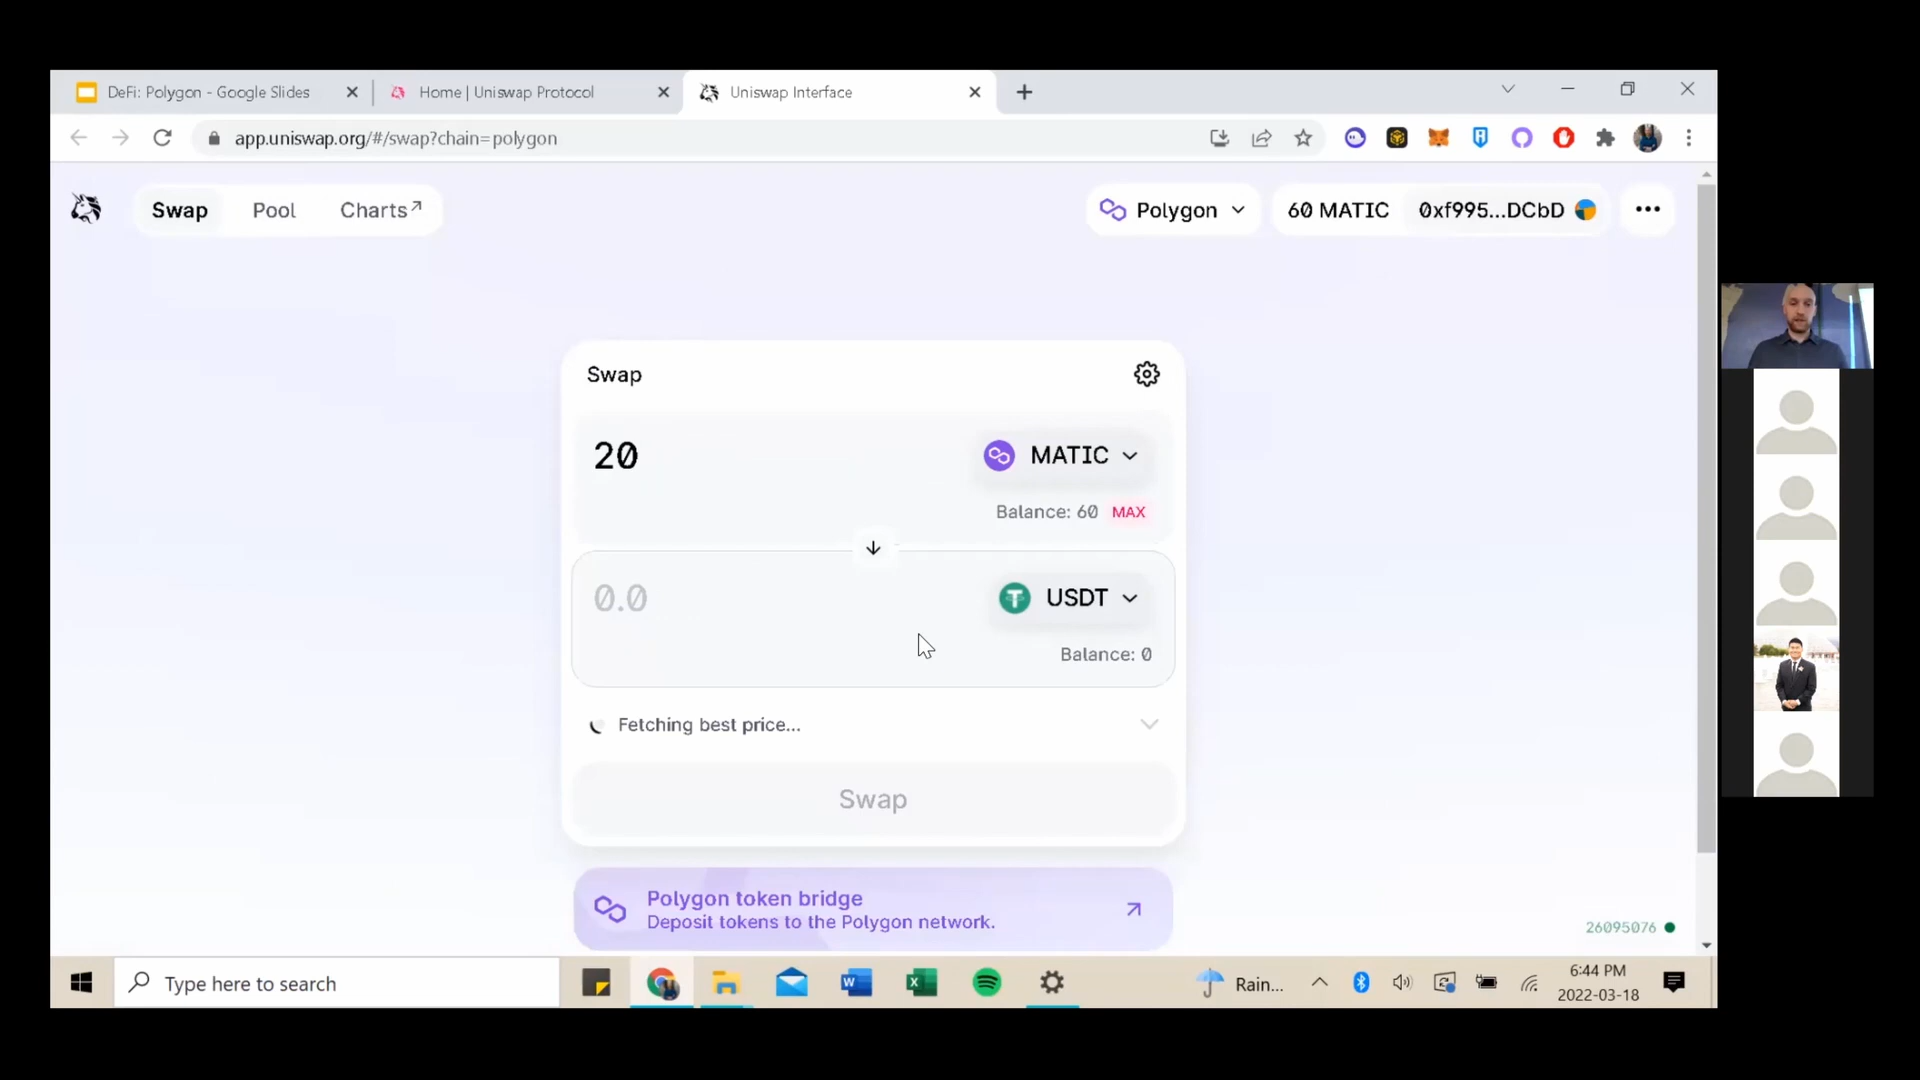 DeFi: Polygon - Google Slides
Home | Uniswap Protocol
Uniswap Interface
app.uniswap.org/#/swap?chain=polygon
Swap
Pool
Charts↗
Polygon
60 MATIC
0xf995...DCbD
Swap
20
MATIC
Balance: 60 MAX
0.0
USDT
Balance: 0
Fetching best price...
Swap
Polygon token bridge
Deposit tokens to the Polygon network.
26095076
Type here to search
Rain...
6:44 PM
2022-03-18